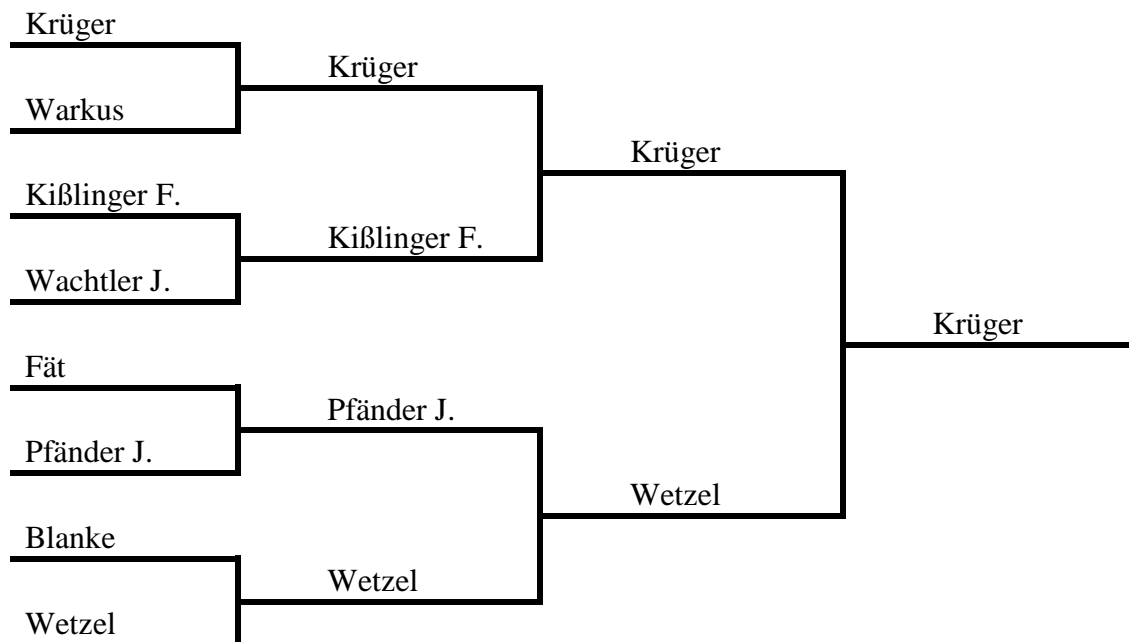 Krüger
Krüger
Warkus
Krüger
Kißlinger F.
Kißlinger F.
Wachtler J.
Krüger
Fät
Pfänder J.
Pfänder J.
Wetzel
Blanke
Wetzel
Wetzel